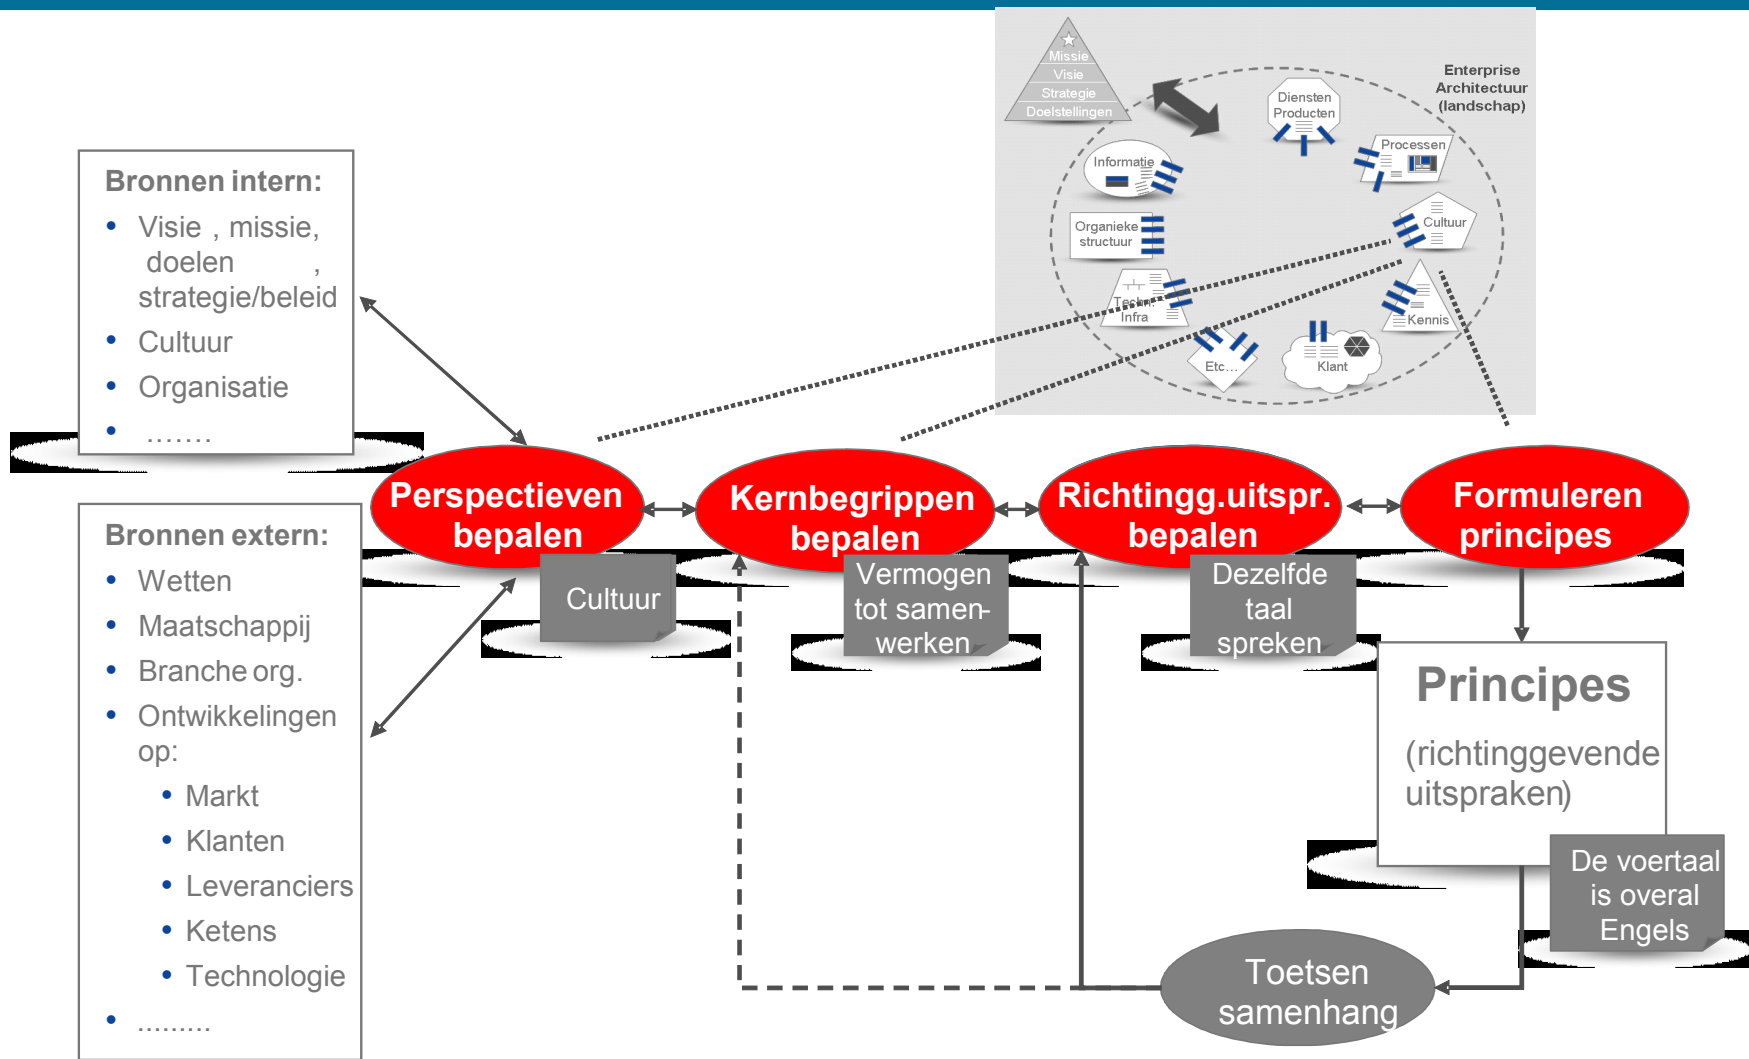 Missie
Visie
Strategie
Doelstellingen
Enterprise
Architectuur
(landschap)
Diensten
Producten
Processen
Informatie
Cultuur
Organieke
structuur
Techn.
Infra
Kennis
Etc...
Klant
Bronnen intern:
• Visie , missie,
doelen ,
strategie/beleid
• Cultuur
• Organisatie
• .......
Perspectieven
bepalen
Kernbegrippen
bepalen
Richtingg.uitspr.
bepalen
Formuleren
principes
Cultuur
Vermogen
tot samen-
werken
Dezelfde
taal
spreken
Bronnen extern:
• Wetten
• Maatschappij
• Branche org.
• Ontwikkelingen
op:
• Markt
• Klanten
• Leveranciers
• Ketens
• Technologie
• .........
Principes
(richtinggevende
uitspraken)
De voertaal
is overal
Engels
Toetsen
samenhang